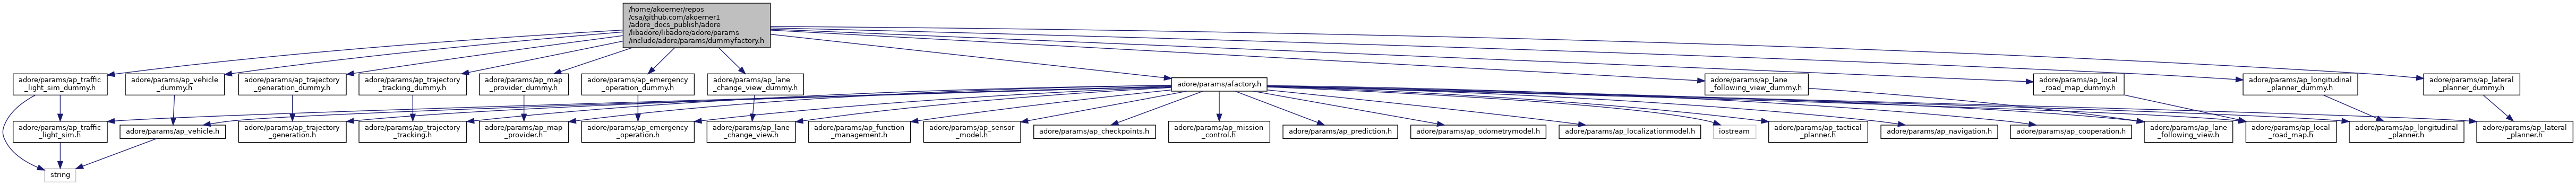 /home/akoerner/repos
/csa/github.com/akoerner1
/adore_docs_publish/adore
/libadore/libadore/adore/params
/include/adore/params/dummyfactory.h
adore/params/ap_traffic
_light_sim_dummy.h
adore/params/ap_vehicle
_dummy.h
adore/params/ap_trajectory
_generation_dummy.h
adore/params/ap_trajectory
_tracking_dummy.h
adore/params/ap_map
_provider_dummy.h
adore/params/ap_emergency
_operation_dummy.h
adore/params/ap_lane
_change_view_dummy.h
adore/params/afactory.h
adore/params/ap_lane
_following_view_dummy.h
adore/params/ap_local
_road_map_dummy.h
adore/params/ap_longitudinal
_planner_dummy.h
adore/params/ap_lateral
_planner_dummy.h
adore/params/ap_traffic
_light_sim.h
adore/params/ap_vehicle.h
adore/params/ap_trajectory
_generation.h
adore/params/ap_trajectory
_tracking.h
adore/params/ap_map
_provider.h
adore/params/ap_emergency
_operation.h
adore/params/ap_lane
_change_view.h
adore/params/ap_function
_management.h
adore/params/ap_sensor
_model.h
adore/params/ap_checkpoints.h
adore/params/ap_mission
_control.h
adore/params/ap_prediction.h
adore/params/ap_odometrymodel.h
adore/params/ap_localizationmodel.h
iostream
adore/params/ap_tactical
_planner.h
adore/params/ap_navigation.h
adore/params/ap_cooperation.h
adore/params/ap_lane
_following_view.h
adore/params/ap_local
_road_map.h
adore/params/ap_longitudinal
_planner.h
adore/params/ap_lateral
_planner.h
string